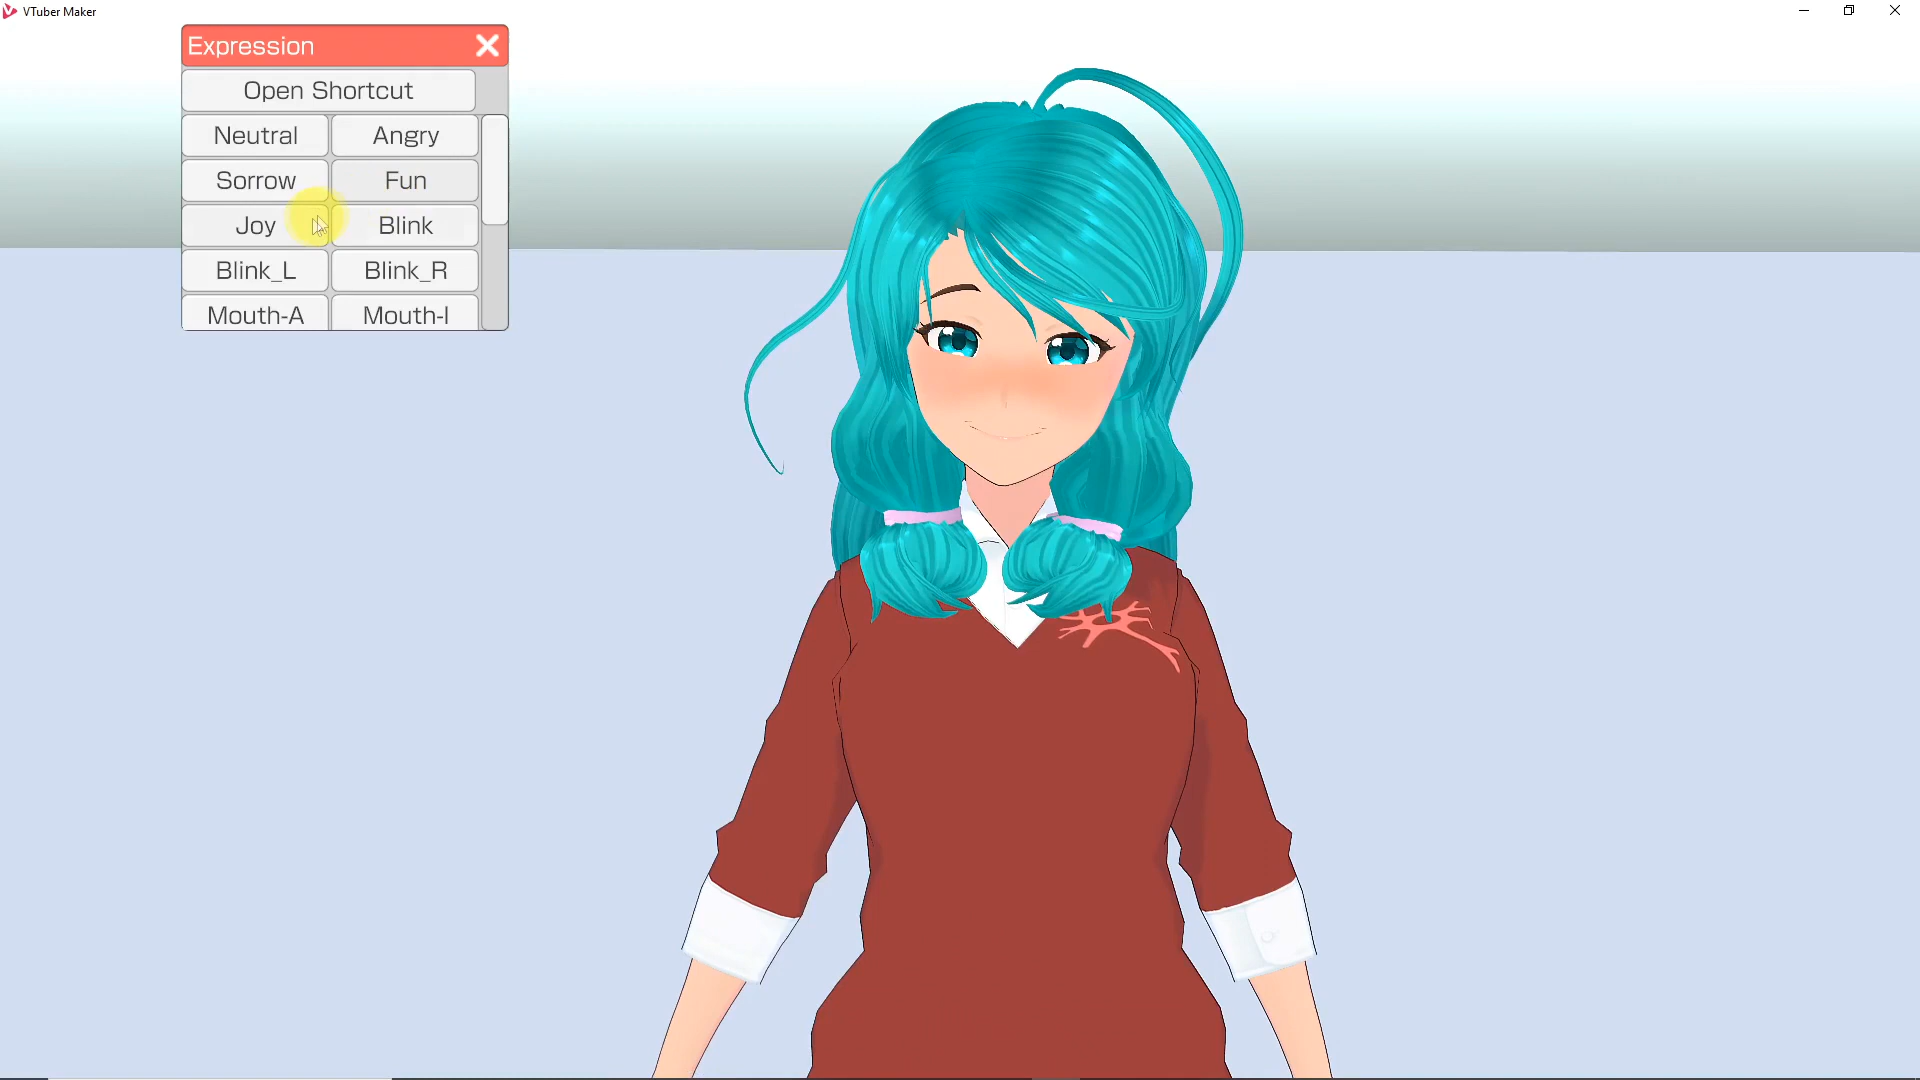 VTuber Maker
Expression
Open Shortcut
Neutral Angry
Sorrow Fun
Joy Blink
Blink_L Blink_R
Mouth-A Mouth-I